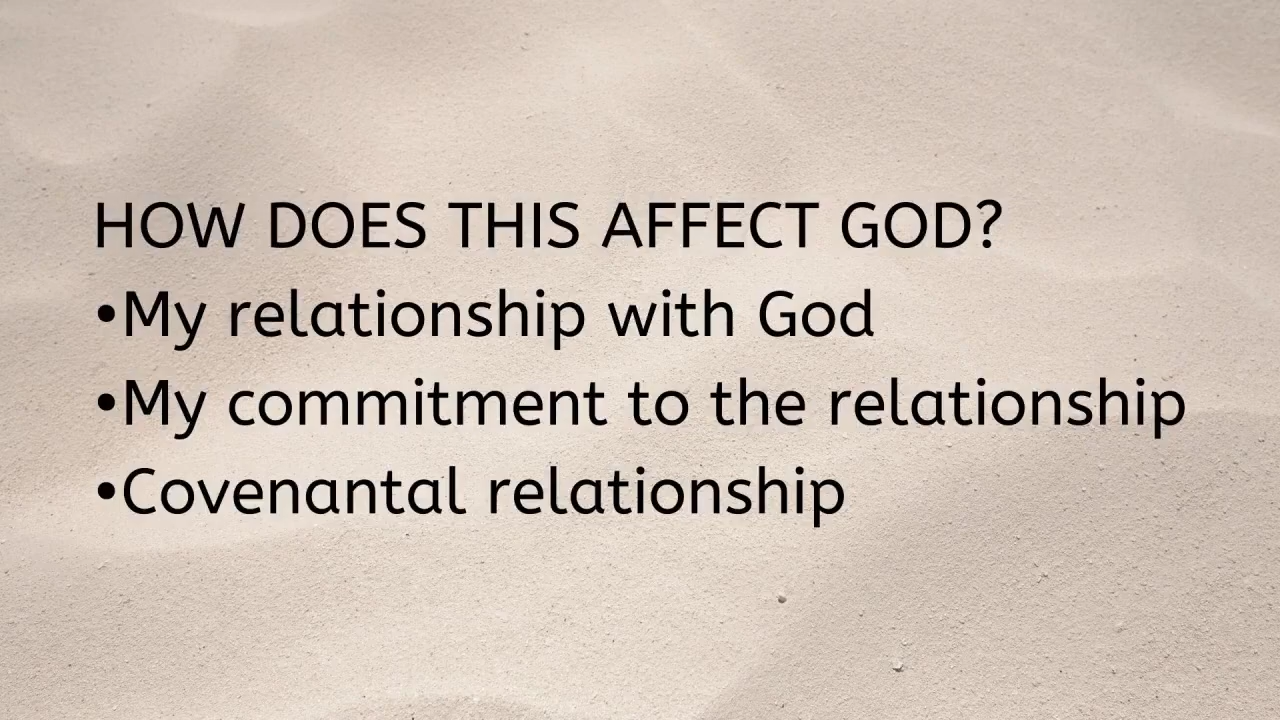 HOW DOES THIS AFFECT GOD?
•My relationship with God
•My commitment to the relationship
•Covenantal relationship